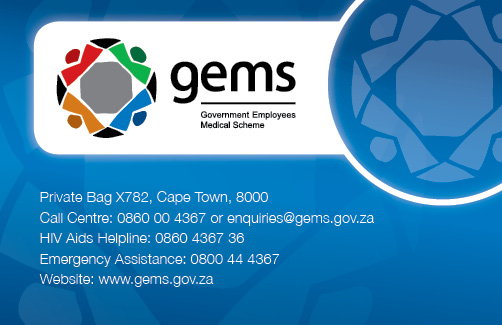 gems
Government Employees
Medical Scheme
Private Bag X782, Cape Town, 8000
Call Centre: 0860 00 4367 or enquiries@gems.gov.za
HIV Aids Helpline: 0860 4367 36
Emergency Assistance: 0800 44 4367
Website: www.gems.gov.za